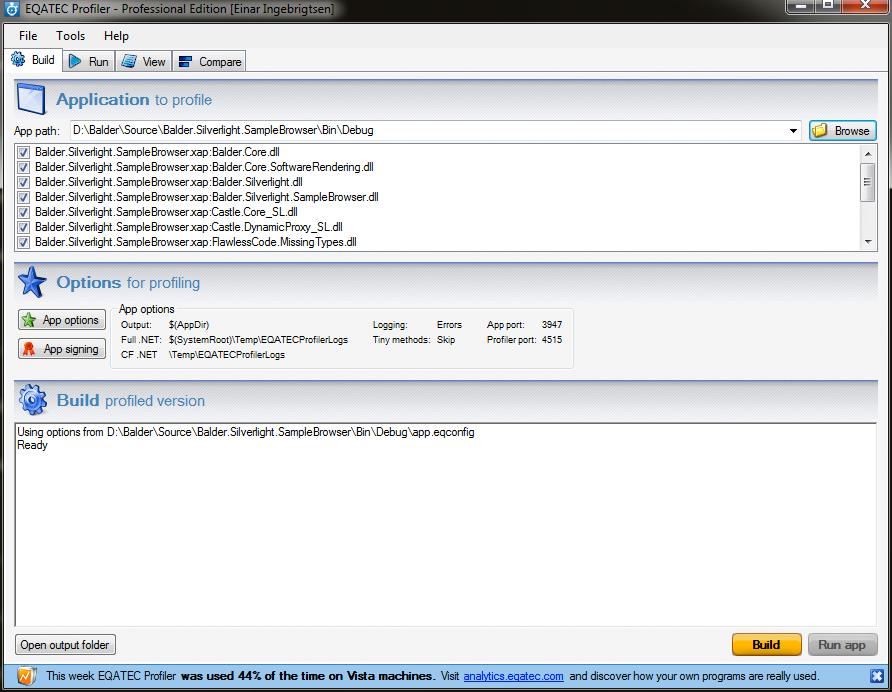 EQATEC Profiler - Professional Edition [Einar Ingebrigtsen]
File Tools Help
Build Run View Compare
Application to profile
App path: D:\Balder\Source\Balder.Silverlight.SampleBrowser\Bin\Debug Browse
Balder.Silverlight.SampleBrowser.xap:Balder.Core.dll
Balder.Silverlight.SampleBrowser.xap:Balder.Core.SoftwareRendering.dll
Balder.Silverlight.SampleBrowser.xap:Balder.Silverlight.dll
Balder.Silverlight.SampleBrowser.xap:Balder.Silverlight.SampleBrowser.dll
Balder.Silverlight.SampleBrowser.xap:Castle.Core_SL.dll
Balder.Silverlight.SampleBrowser.xap:Castle.DynamicProxy_SL.dll
Balder.Silverlight.SampleBrowser.xap:FlawlessCode.MissingTypes.dll
Options for profiling
App options
App signing
App options
Output: $(AppDir) Logging: Errors App port: 3947
Full .NET: $(SystemRoot)\Temp\EQATECProfilerLogs Tiny methods: Skip Profiler port: 4515
CF .NET \Temp\EQATECProfilerLogs
Build profiled version
Using options from D:\Balder\Source\Balder.Silverlight.SampleBrowser\Bin\Debug\app.eqconfig
Ready
Open output folder Build Run app
This week EQATEC Profiler was used 44% of the time on Vista machines. Visit analytics.eqatec.com and discover how your own programs are really used.